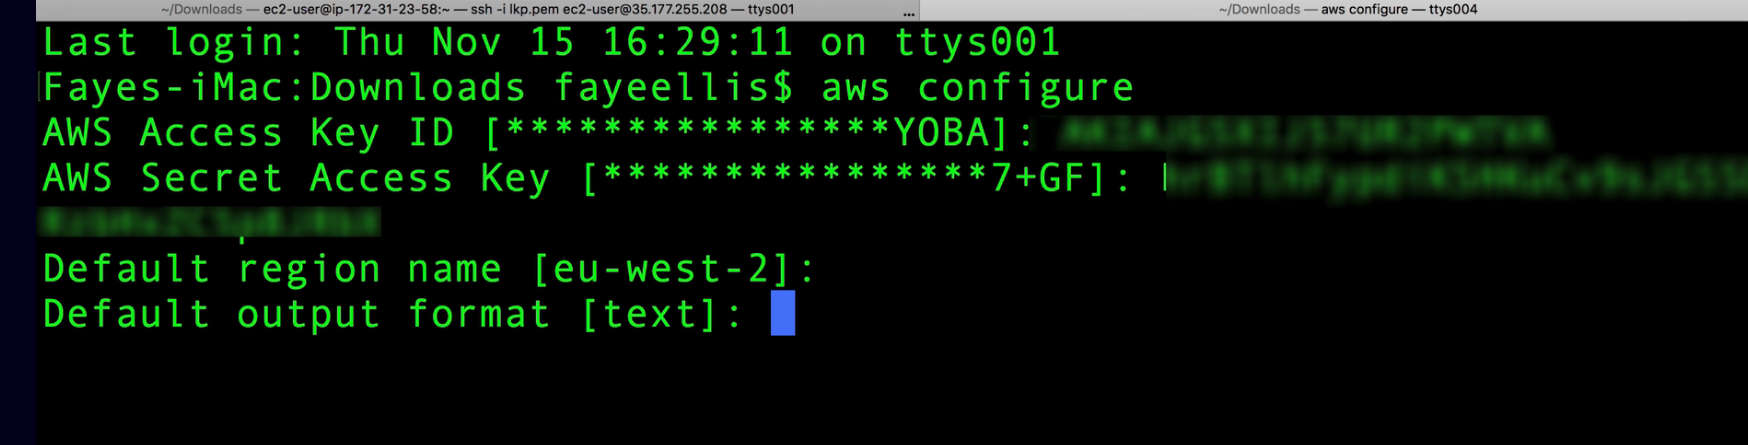 ~/Downloads — ec2-user@ip-172-31-23-58:~ — ssh -i lkp.pem ec2-user@35.177.255.208 — ttys001 ...
~/Downloads — aws configure — ttys004
Last login: Thu Nov 15 16:29:11 on ttys001
Fayes-iMac:Downloads fayeellis$ aws configure
AWS Access Key ID [****************YOBA]:
AWS Secret Access Key [****************7+GF]:
Default region name [eu-west-2]:
Default output format [text]: